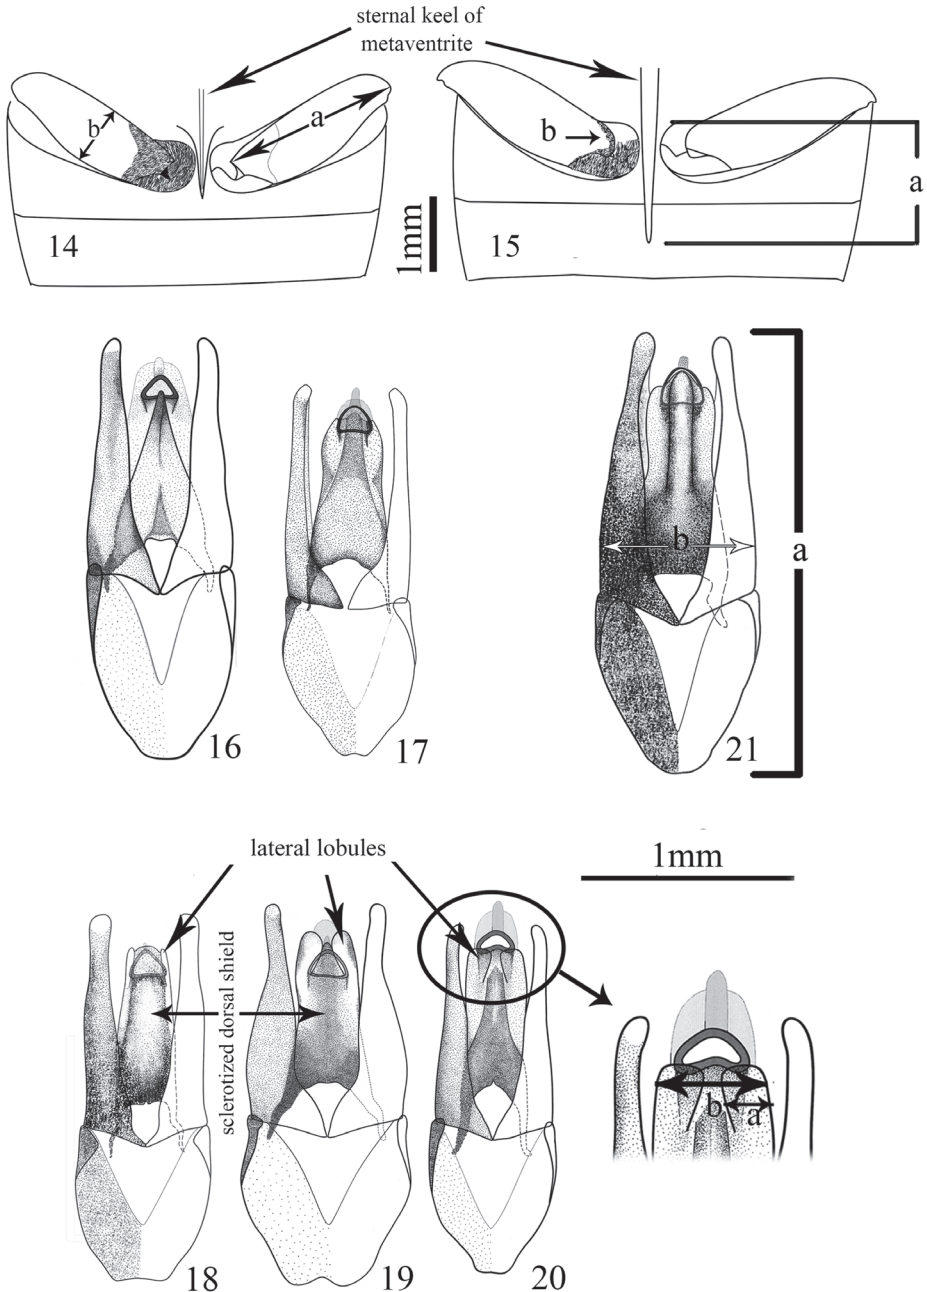 sternal keel of
metaventrite
b
a
14
1mm
b
15
a
16
17
b
21
a
lateral lobules
1mm
sclerotized dorsal shield
b
a
18
19
20